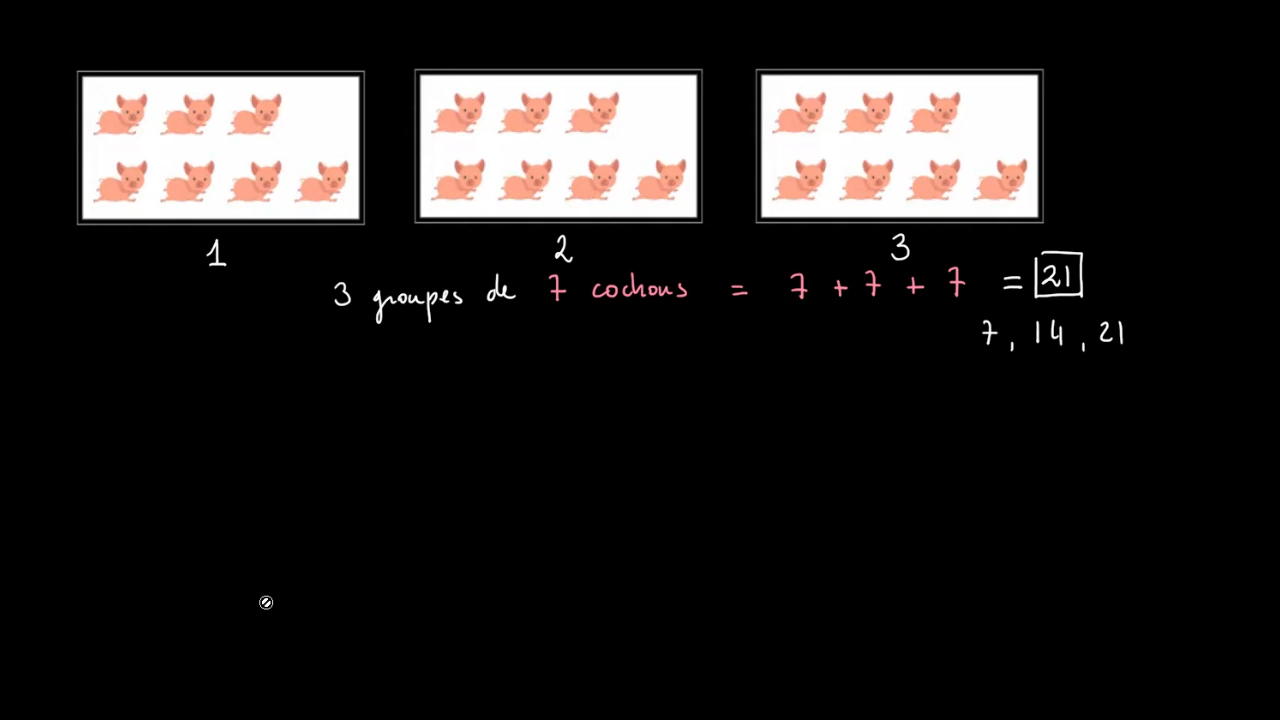 1 2 3
3 groupes de 7 cochons = 7 + 7 + 7 = 21
7, 14, 21